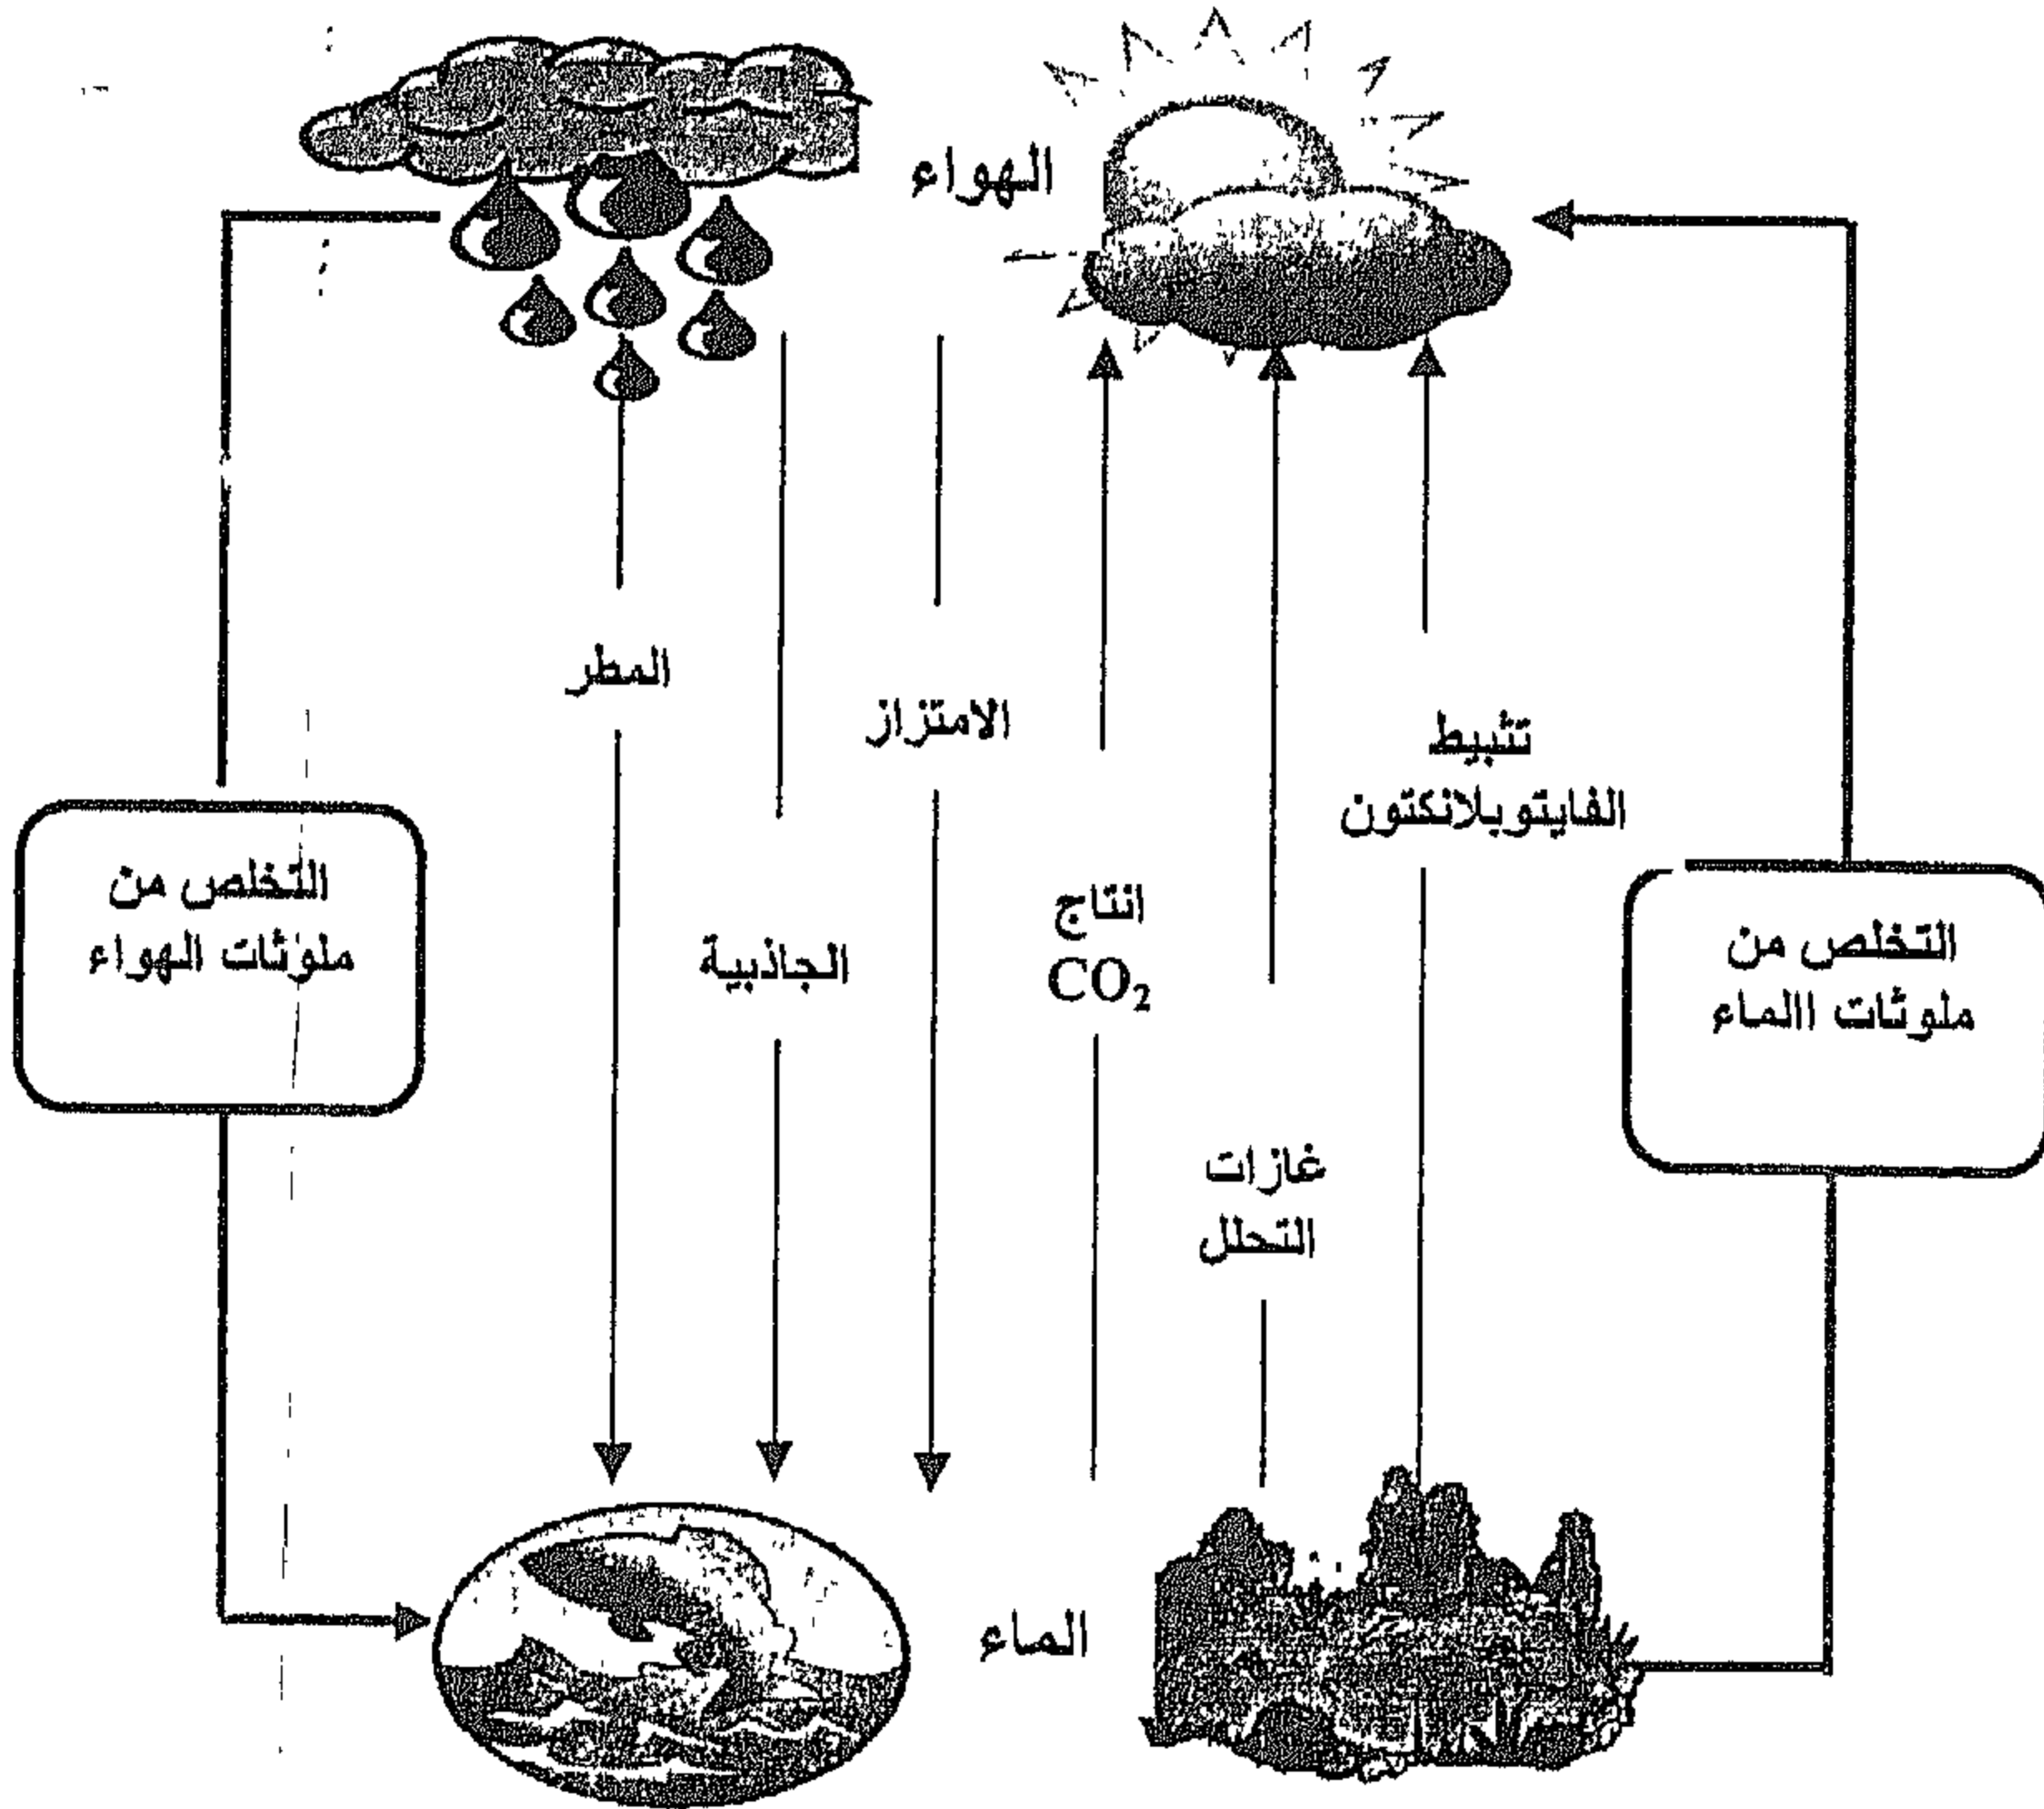 الهواء
المطر
الامتزاز
تثبيط
الفايتوبلانكتون
التخلص من
ملوثات الهواء
الجاذبية
انتاج
CO₂
التخلص من
ملوثات االماء
غازات
التحلل
الماء